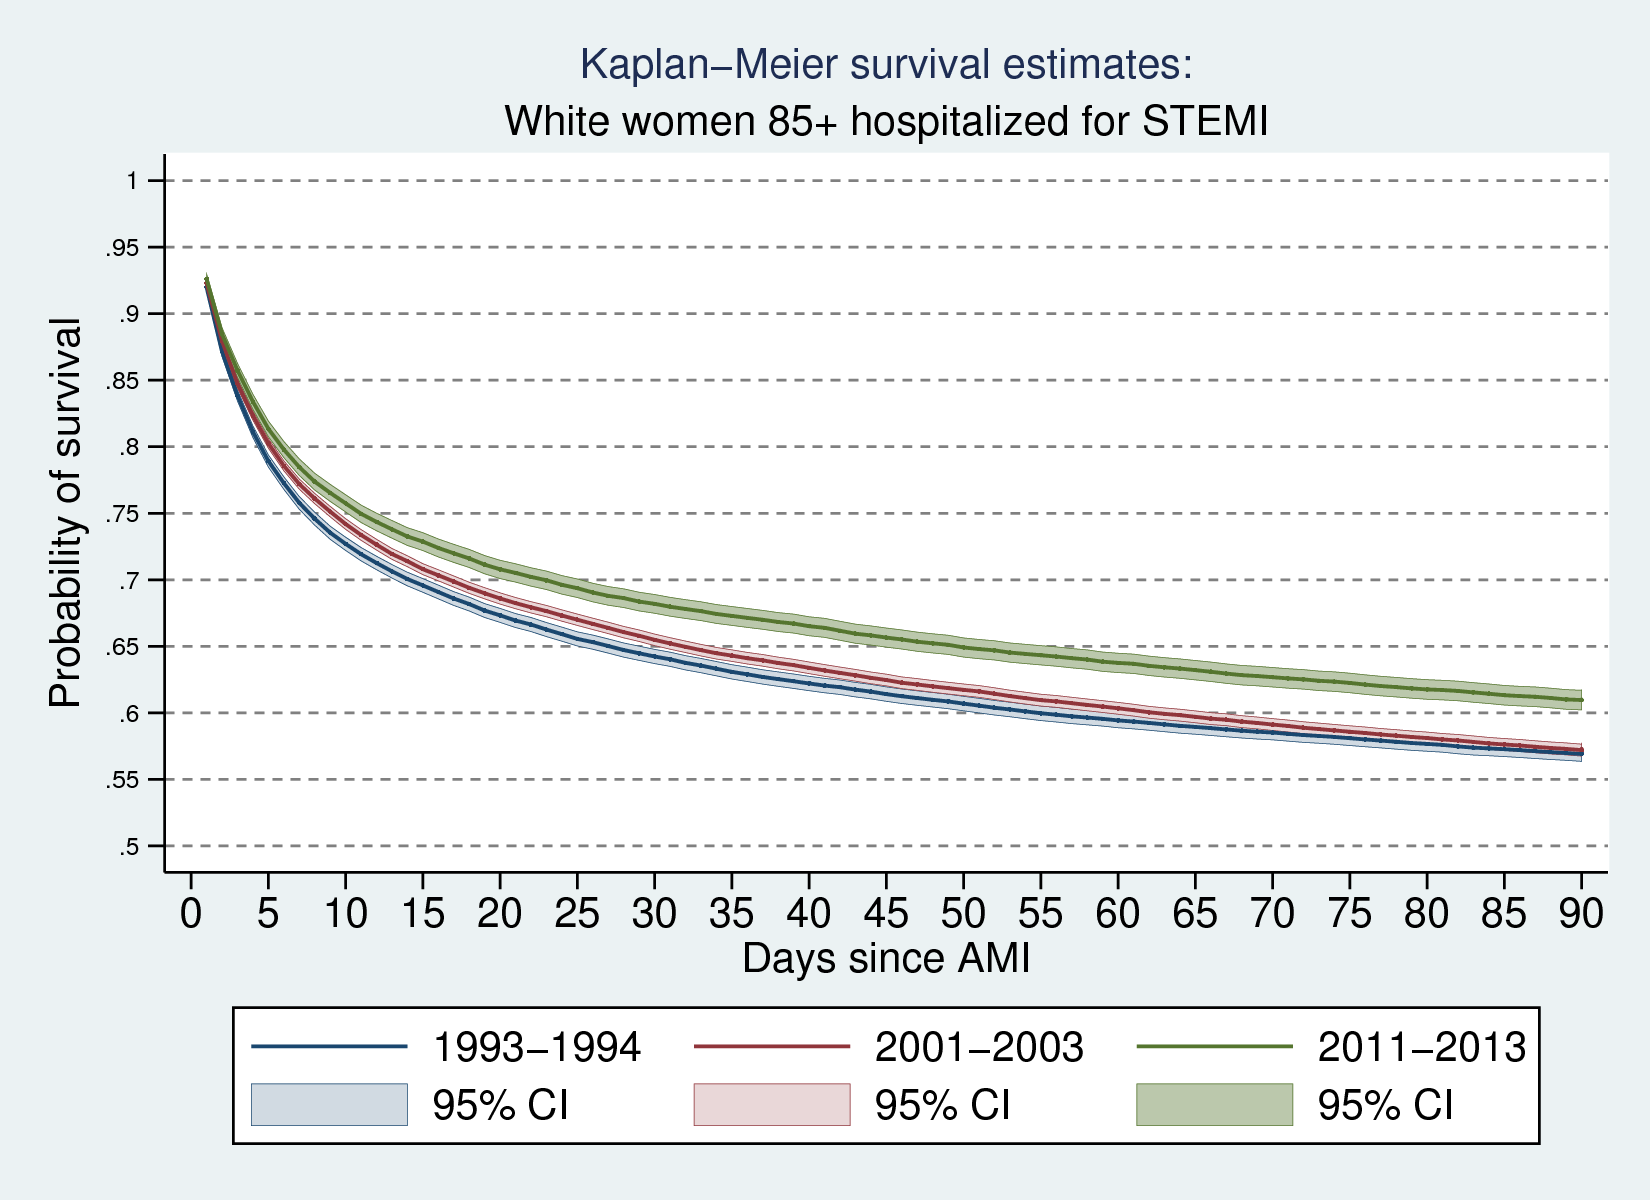 Kaplan–Meier survival estimates:
White women 85+ hospitalized for STEMI
Probability of survival
1
.95
.9
.85
.8
.75
.7
.65
.6
.55
.5
0 5 10 15 20 25 30 35 40 45 50 55 60 65 70 75 80 85 90
Days since AMI
1993–1994 2001–2003 2011–2013
95% CI 95% CI 95% CI